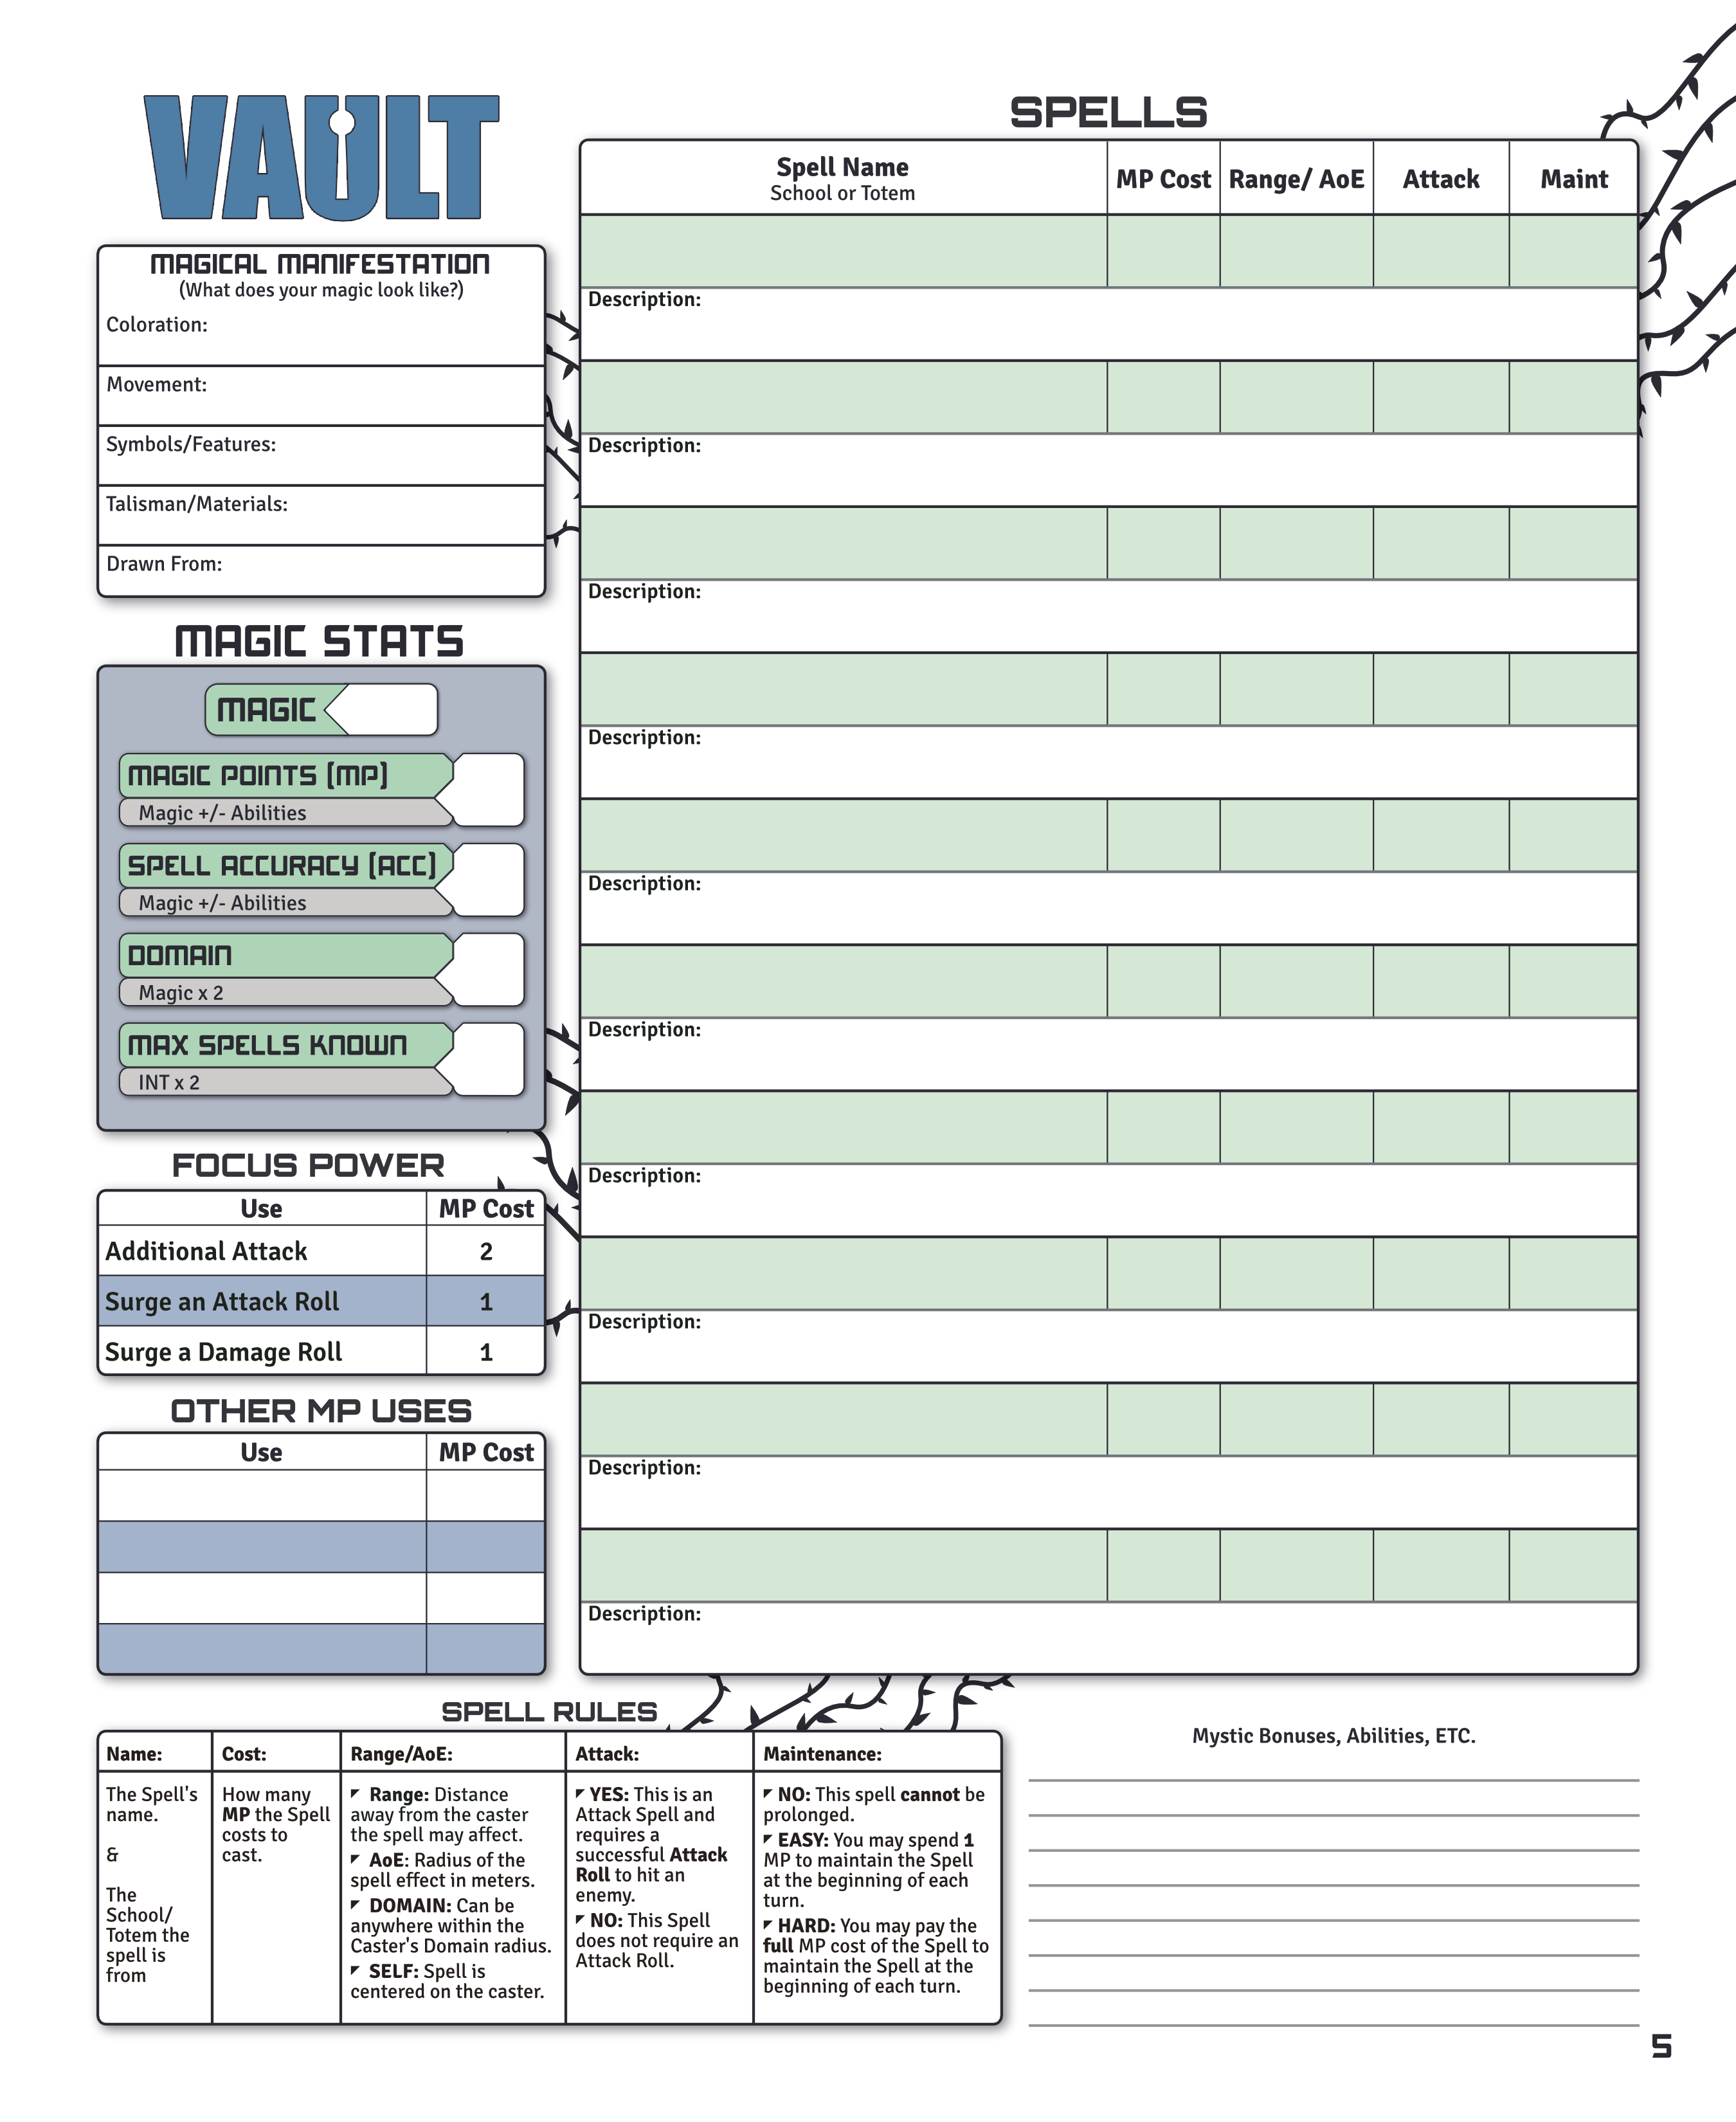 VAULT
MAGICAL MANIFESTATION
(What does your magic look like?)
Coloration:
Movement:
Symbols/Features:
Talisman/Materials:
Drawn From:
MAGIC STATS
MAGIC
MAGIC POINTS (MP)
Magic +/- Abilities
SPELL ACCURACY (ACC)
Magic +/- Abilities
DOMAIN
Magic x 2
MAX SPELLS KNOWN
INT x 2
FOCUS POWER
Use MP Cost
Additional Attack 2
Surge an Attack Roll 1
Surge a Damage Roll 1
OTHER MP USES
Use MP Cost
SPELLS
Spell Name
School or Totem
MP Cost
Range/ AoE
Attack
Maint
Description:
Description:
Description:
Description:
Description:
Description:
Description:
Description:
Description:
Description:
SPELL RULES
Name:
The Spell's
name.
&
The
School/
Totem the
spell is
from
Cost:
How many
MP the Spell
costs to
cast.
Range/AoE:
Range: Distance
away from the caster
the spell may affect.
AoE: Radius of the
spell effect in meters.
DOMAIN: Can be
anywhere within the
Caster's Domain radius.
SELF: Spell is
centered on the caster.
Attack:
YES: This is an
Attack Spell and
requires a
successful Attack
Roll to hit an
enemy.
NO: This Spell
does not require an
Attack Roll.
Maintenance:
NO: This spell cannot be
prolonged.
EASY: You may spend 1
MP to maintain the Spell
at the beginning of each
turn.
HARD: You may pay the
full MP cost of the Spell to
maintain the Spell at the
beginning of each turn.
Mystic Bonuses, Abilities, ETC.
5